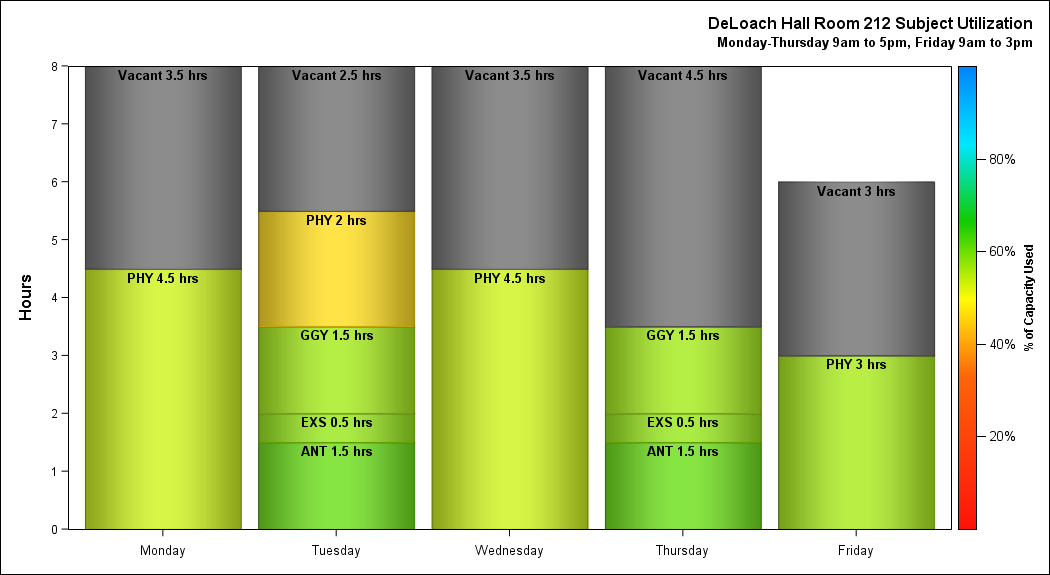 DeLoach Hall Room 212 Subject Utilization
Monday-Thursday 9am to 5pm, Friday 9am to 3pm
8
7
6
5
4
3
2
1
0
Hours
Vacant 3.5 hrs
PHY 4.5 hrs
Vacant 2.5 hrs
PHY 2 hrs
GGY 1.5 hrs
EXS 0.5 hrs
ANT 1.5 hrs
Vacant 3.5 hrs
PHY 4.5 hrs
Vacant 4.5 hrs
GGY 1.5 hrs
EXS 0.5 hrs
ANT 1.5 hrs
Vacant 3 hrs
PHY 3 hrs
Monday
Tuesday
Wednesday
Thursday
Friday
80%
60%
40%
20%
% of Capacity Used